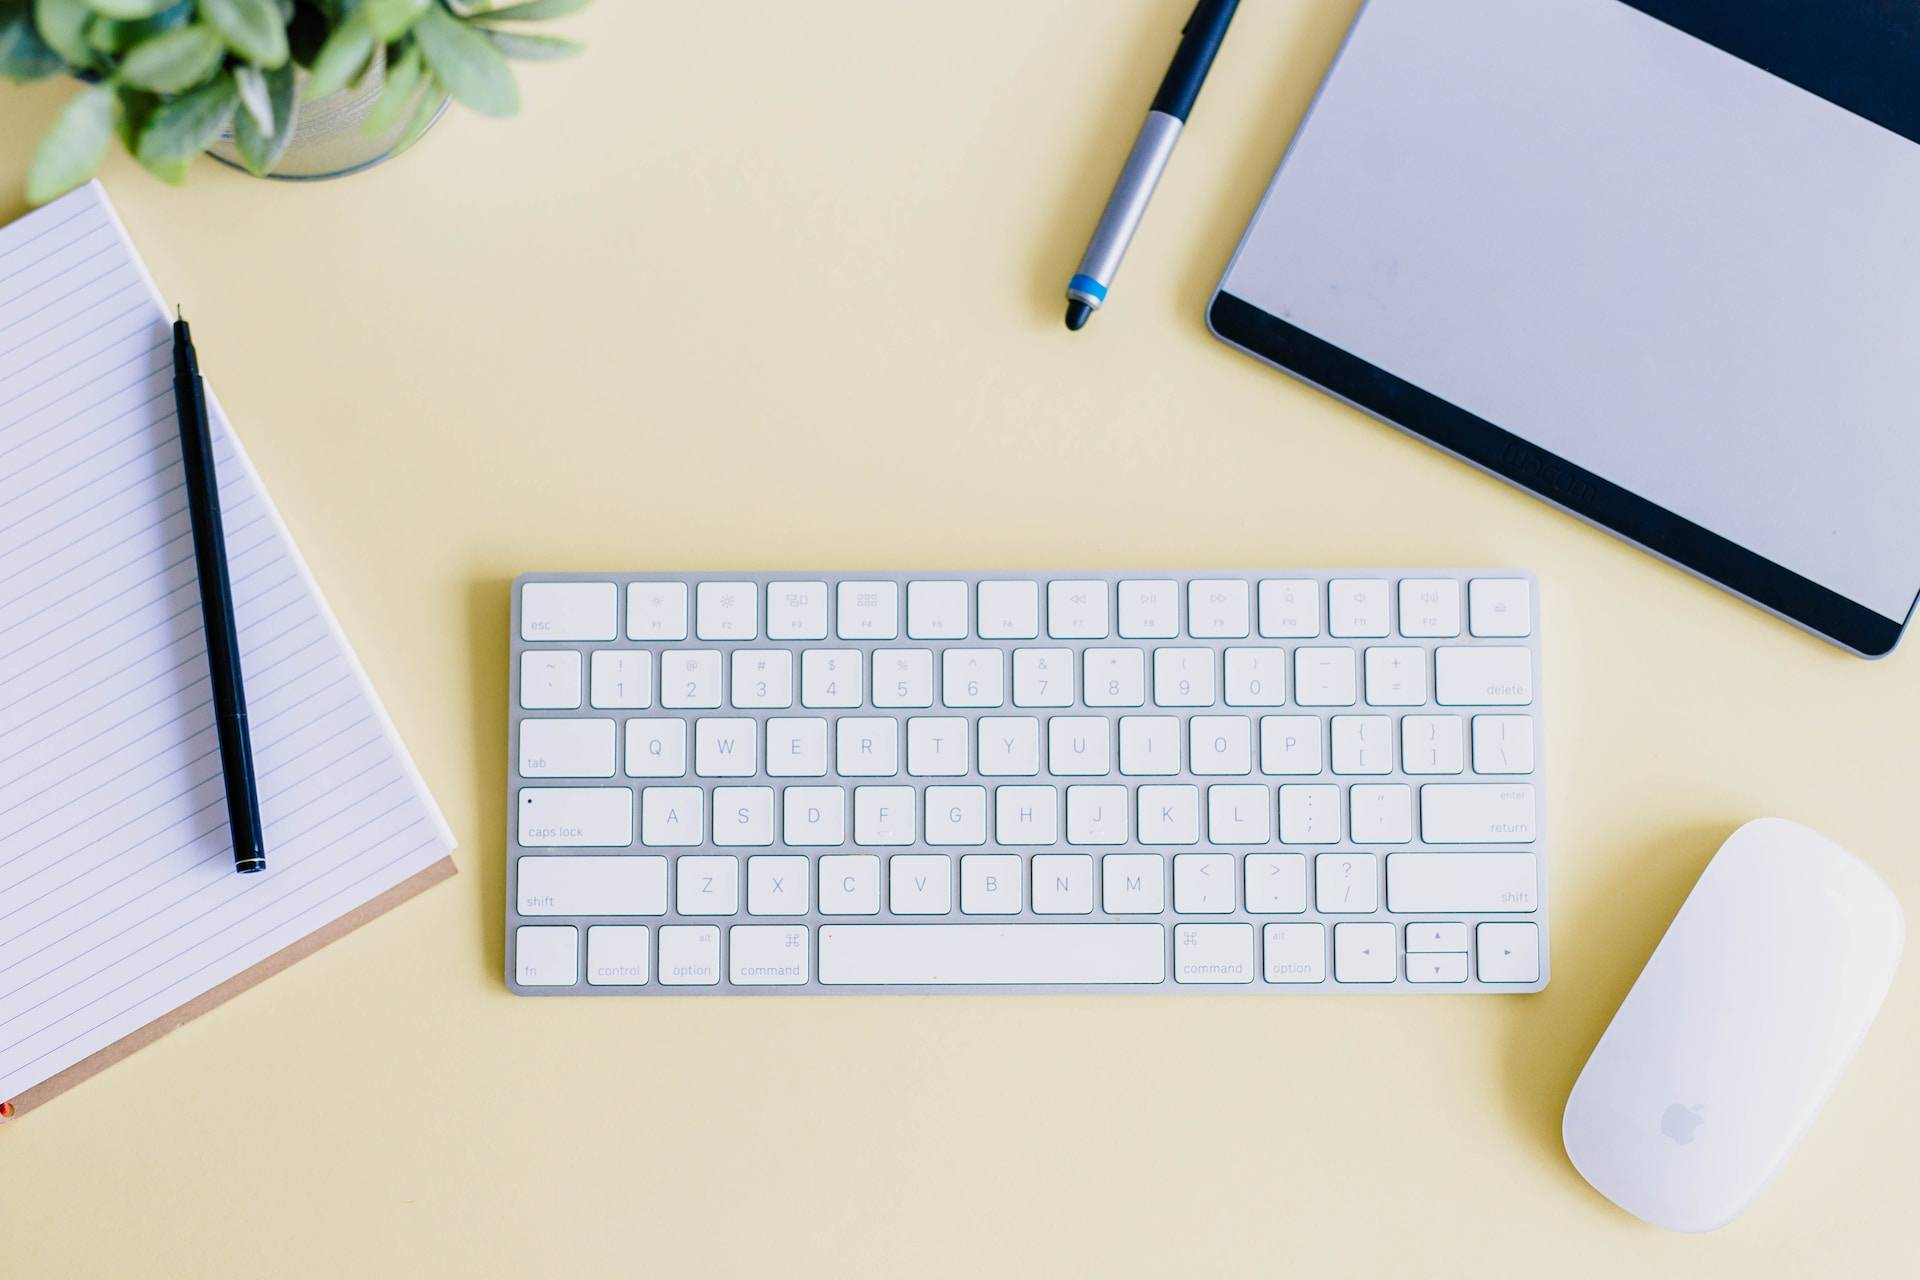 wacom
esc F1 F2 F3 F4 F5 F6 F7 F8 F9 F10 F11 F12
~ ! @ # $ % ^ & * ( ) — +
` 1 2 3 4 5 6 7 8 9 0 - = delete
{ } |
tab Q W E R T Y U I O P [ ] \
: " enter
caps lock A S D F G H J K L ; ' return
< > ?
shift Z X C V B N M , . / shift
alt ⌘ ⌘ alt
fn control option command command option